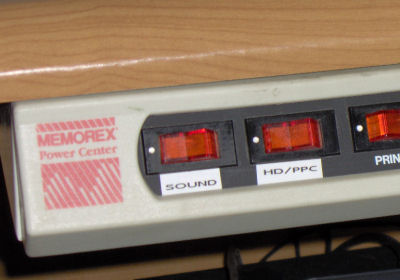 MEMOREX
Power Center
SOUND
HD/PPC
PRIN